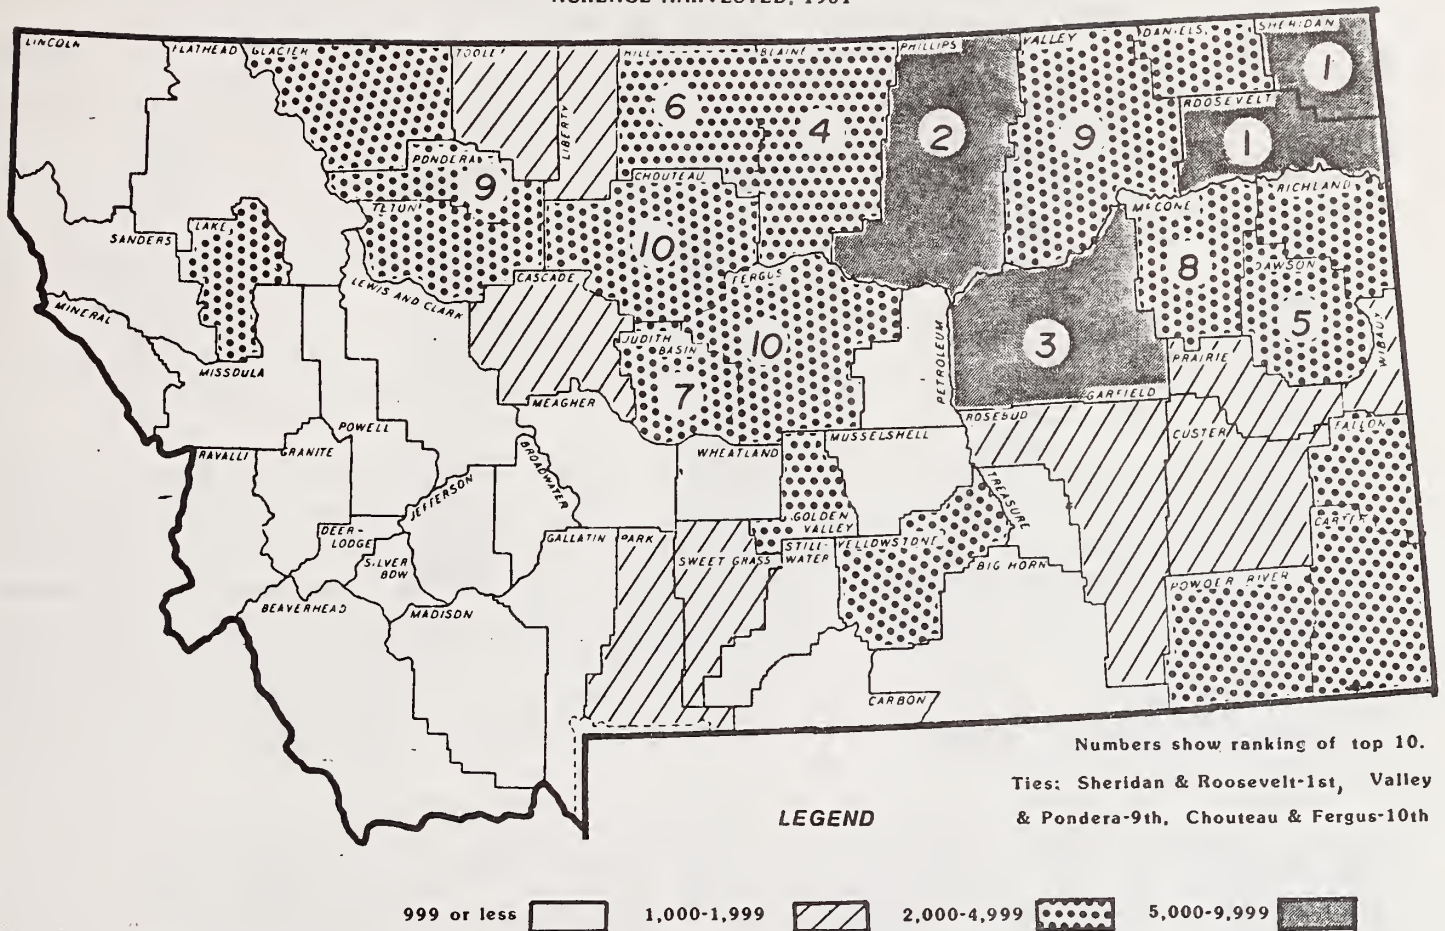 LINCOLN
FLATHEAD
GLACIER
TOOLE
LIBERTY
HILL
BLAINE
PHILLIPS
VALLEY
DANIELS
SHERIDAN
1
6
4
2
9
ROOSEVELT
1
PONDERA
9
CHOUTEAU
RICHLAND
TETON
MCCONE
LAKE
SANDERS
10
FERGUS
8
DAWSON
CASCADE
LEWIS AND CLARK
MINERAL
5
WIBAUX
JUDITH
BASIN
10
PETROLEUM
3
PRAIRIE
MISSOULA
7
MEAGHER
GARFIELD
ROSEBUD
POWELL
MUSSELSHELL
CUSTER
FALLON
RAVALLI
GRANITE
BROADWATER
WHEATLAND
JEFFERSON
TREASURE
GOLDEN
VALLEY
CARTER
DEER-
LODGE
GALLATIN
PARK
STILL-
WATER
YELLOWSTONE
SILVER
BOW
SWEET GRASS
BIG HORN
POWDER RIVER
BEAVERHEAD
MADISON
CARBON
Numbers show ranking of top 10.
Ties: Sheridan & Roosevelt-1st, Valley
& Pondera-9th, Chouteau & Fergus-10th
LEGEND
999 or less 1,000-1,999 2,000-4,999 5,000-9,999